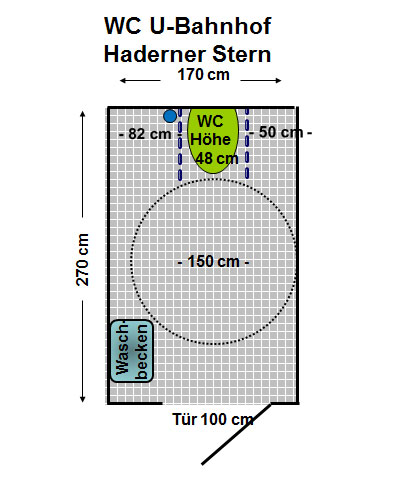 WC U-Bahnhof
Haderner Stern
170 cm
- 82 cm -
WC
Höhe
48 cm
- 50 cm -
270 cm
- 150 cm -
Wasch-
becken
Tür 100 cm